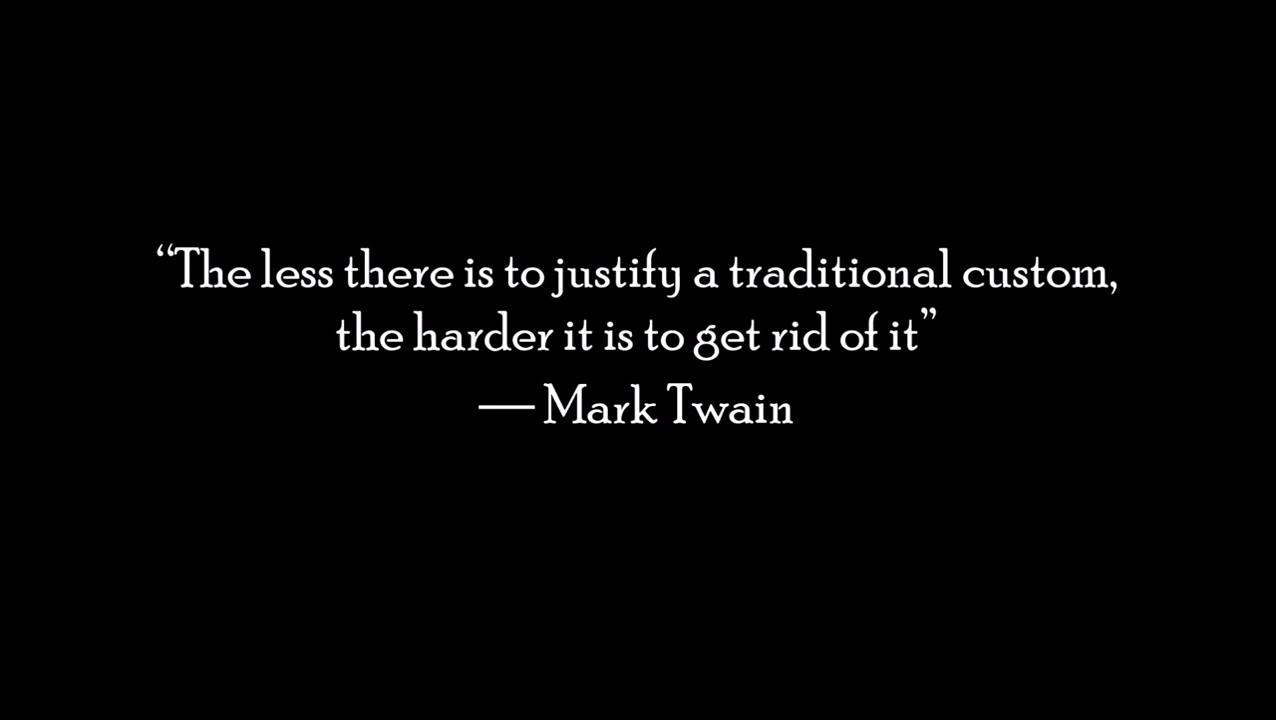 “The less there is to justify a traditional custom,
the harder it is to get rid of it”
— Mark Twain